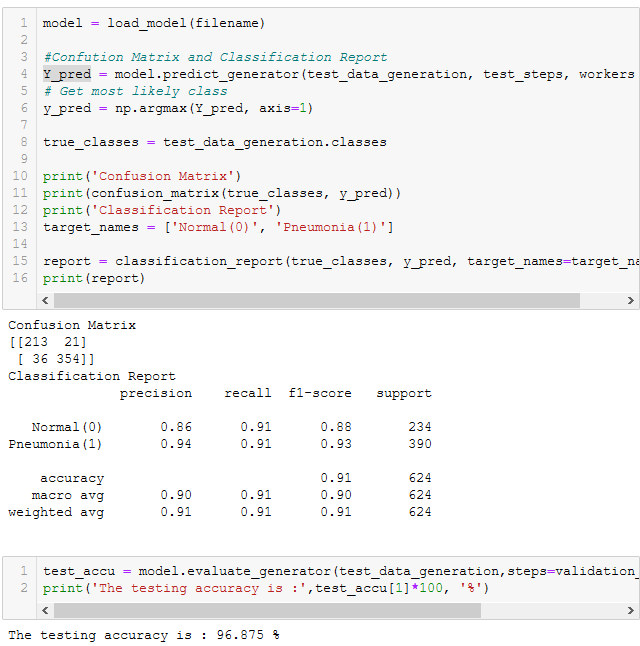 1 model = load_model(filename)
2
3 #Confution Matrix and Classification Report
4 Y_pred = model.predict_generator(test_data_generation, test_steps, workers
5 # Get most likely class
6 y_pred = np.argmax(Y_pred, axis=1)
7
8 true_classes = test_data_generation.classes
9
10 print('Confusion Matrix')
11 print(confusion_matrix(true_classes, y_pred))
12 print('Classification Report')
13 target_names = ['Normal(0)', 'Pneumonia(1)']
14
15 report = classification_report(true_classes, y_pred, target_names=target_na
16 print(report)
Confusion Matrix
[[213 21]
[ 36 354]]
Classification Report
precision recall f1-score support
Normal(0) 0.86 0.91 0.88 234
Pneumonia(1) 0.94 0.91 0.93 390
accuracy 0.91 624
macro avg 0.90 0.91 0.90 624
weighted avg 0.91 0.91 0.91 624
1 test_accu = model.evaluate_generator(test_data_generation,steps=validation_
2 print('The testing accuracy is :',test_accu[1]*100, '%')
The testing accuracy is : 96.875 %